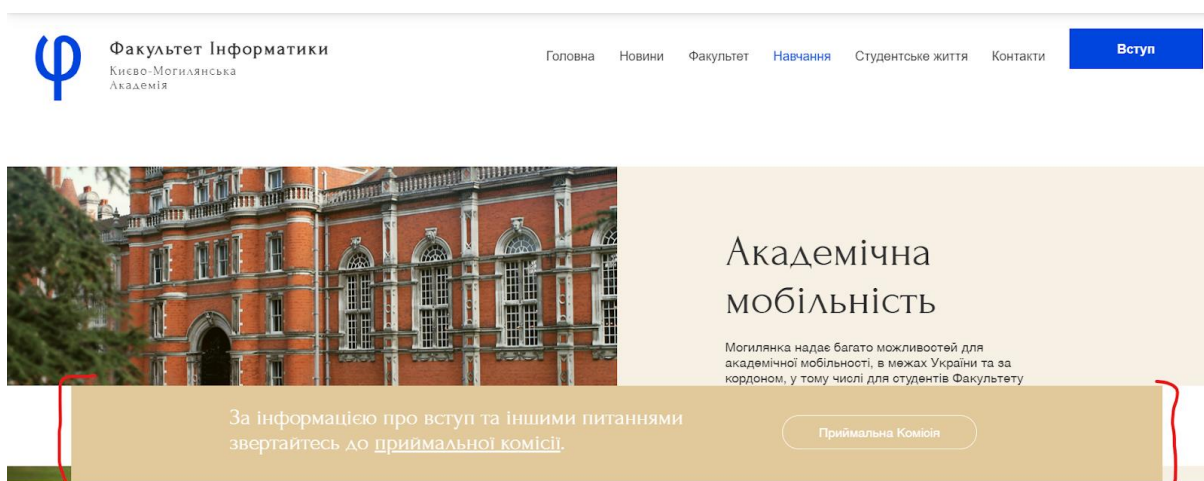 Факультет Інформатики
Києво-Могилянська
Академія
Головна Новини Факультет Навчання Студентське життя Контакти Вступ
Академічна
мобільність
Могилянка надає багато можливостей для
академічної мобільності, в межах України та за
кордоном, у тому числі для студентів Факультету
За інформацією про вступ та іншими питаннями
звертайтесь до приймальної комісії.
Приймальна Комісія